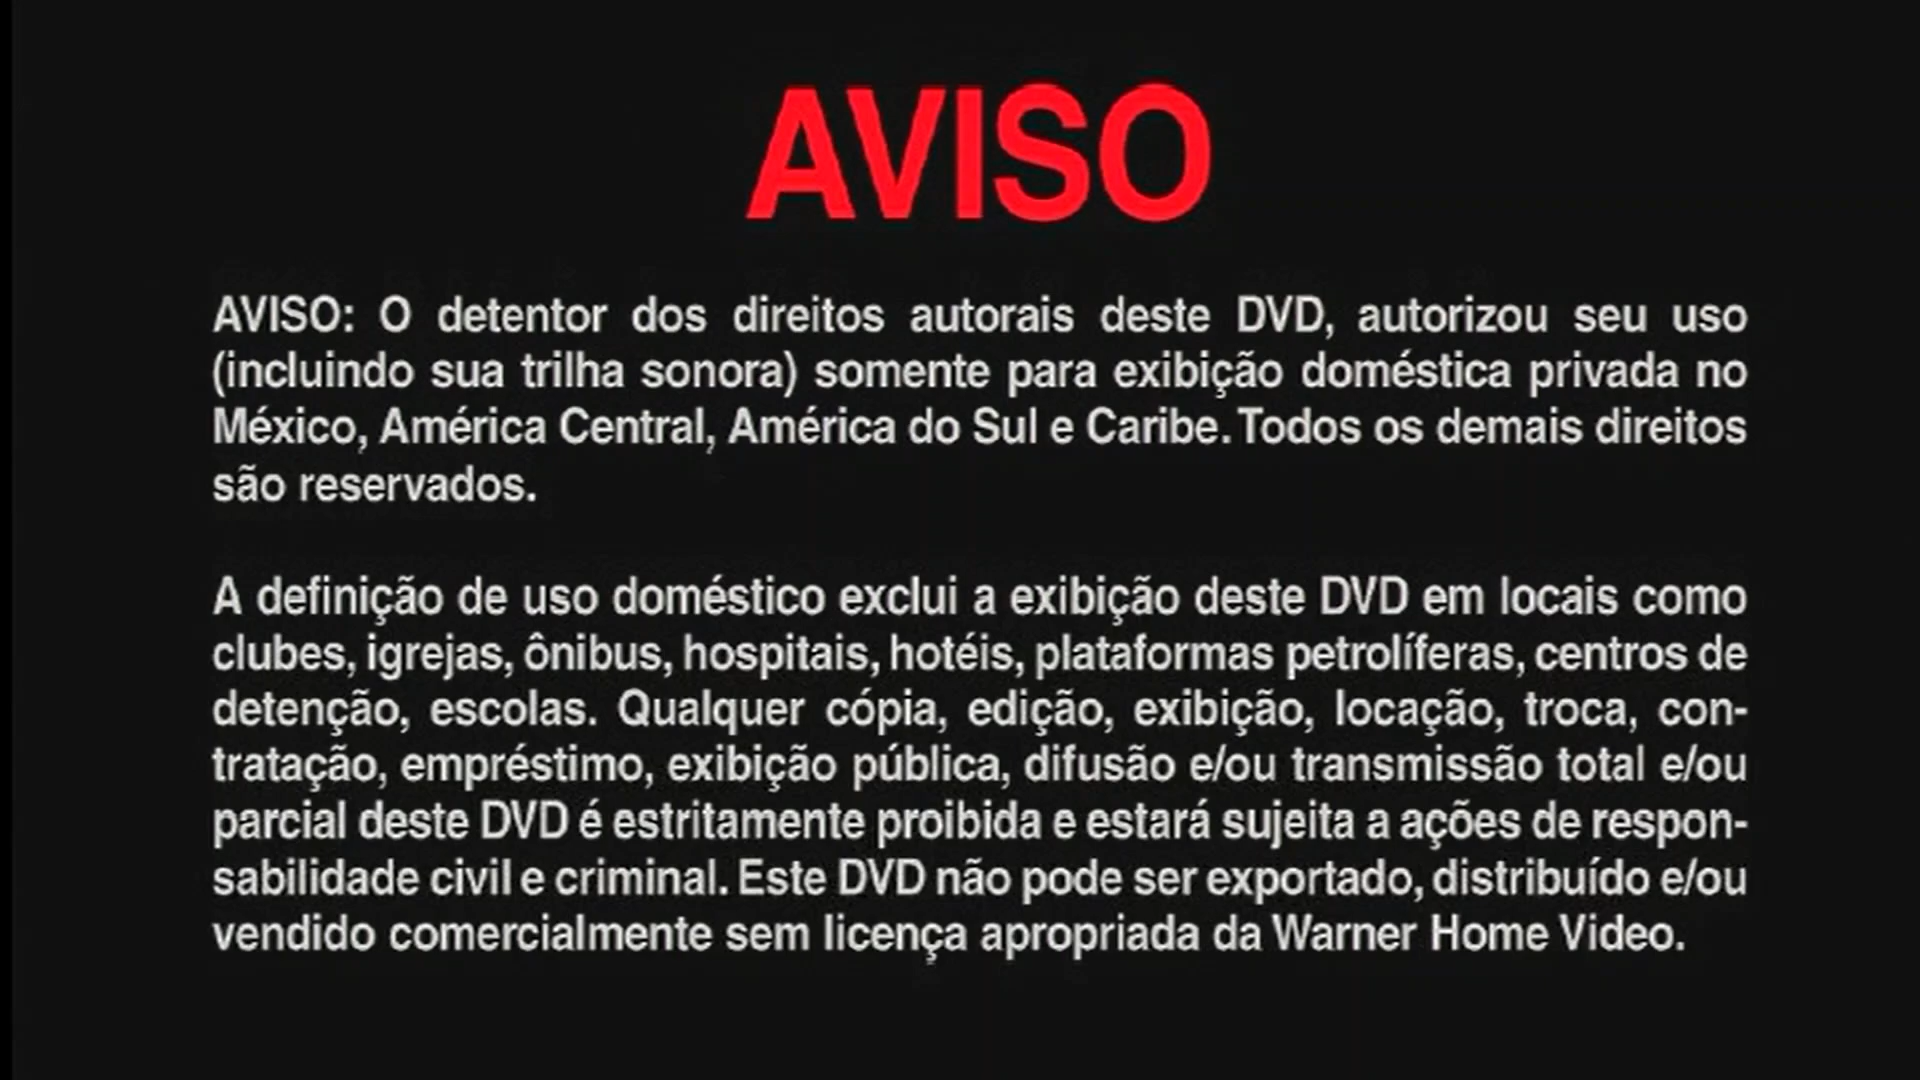 AVISO
AVISO: O detentor dos direitos autorais deste DVD, autorizou seu uso
(incluindo sua trilha sonora) somente para exibição doméstica privada no
México, América Central, América do Sul e Caribe. Todos os demais direitos
são reservados.
A definição de uso doméstico exclui a exibição deste DVD em locais como
clubes, igrejas, ônibus, hospitais, hotéis, plataformas petrolíferas, centros de
detenção, escolas. Qualquer cópia, edição, exibição, locação, troca, con-
tratação, empréstimo, exibição pública, difusão e/ou transmissão total e/ou
parcial deste DVD é estritamente proibida e estará sujeita a ações de respon-
sabilidade civil e criminal. Este DVD não pode ser exportado, distribuído e/ou
vendido comercialmente sem licença apropriada da Warner Home Video.